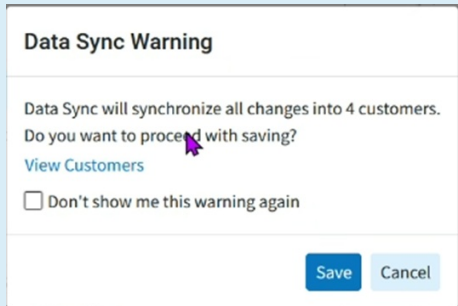 Data Sync Warning
Data Sync will synchronize all changes into 4 customers.
Do you want to proceed with saving?
View Customers
Don't show me this warning again
Save Cancel